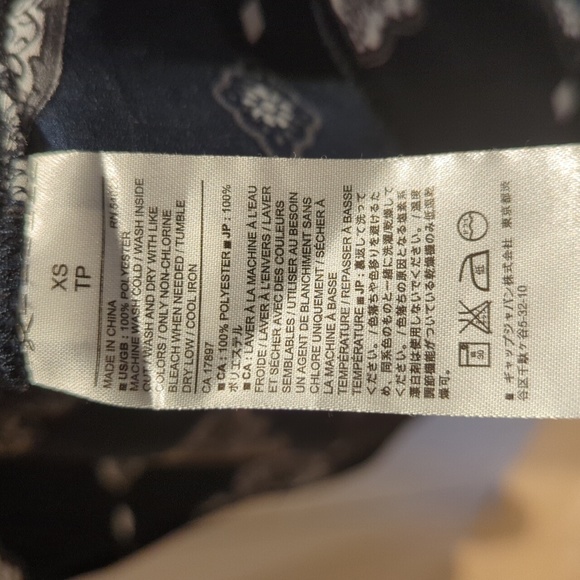 XS
TP
MADE IN CHINA
■ US/GB : 100% POLYESTER
MACHINE WASH COLD / WASH INSIDE
OUT / WASH AND DRY WITH LIKE
COLORS / ONLY NON-CHLORINE
BLEACH WHEN NEEDED / TUMBLE
DRY LOW / COOL IRON
CA 17897
■ CA : 100% POLYESTER ■ JP : 100%
ポリエステル
■ CA : LAVER À LA MACHINE À L'EAU
FROIDE / LAVER À L'ENVERS / LAVER
ET SÉCHER AVEC DES COULEURS
SEMBLABLES / UTILISER AU BESOIN
UN AGENT DE BLANCHIMENT SANS
CHLORE UNIQUEMENT / SÉCHER À
LA MACHINE À BASSE
TEMPÉRATURE / REPASSER À BASSE
TEMPÉRATURE ■ JP : 裏返して洗って
ください。/ 色落ちや色移りを避けるた
め、同系色のものと一緒に洗濯/乾燥して
ください。/ 色落ちの原因となる塩素系
漂白剤は使用しないでください。/ 温度
調節機能がついている乾燥機のみ低温乾
燥可。
30
低
■ ギャップジャパン株式会社 東京都渋
谷区千駄ヶ谷5-32-10